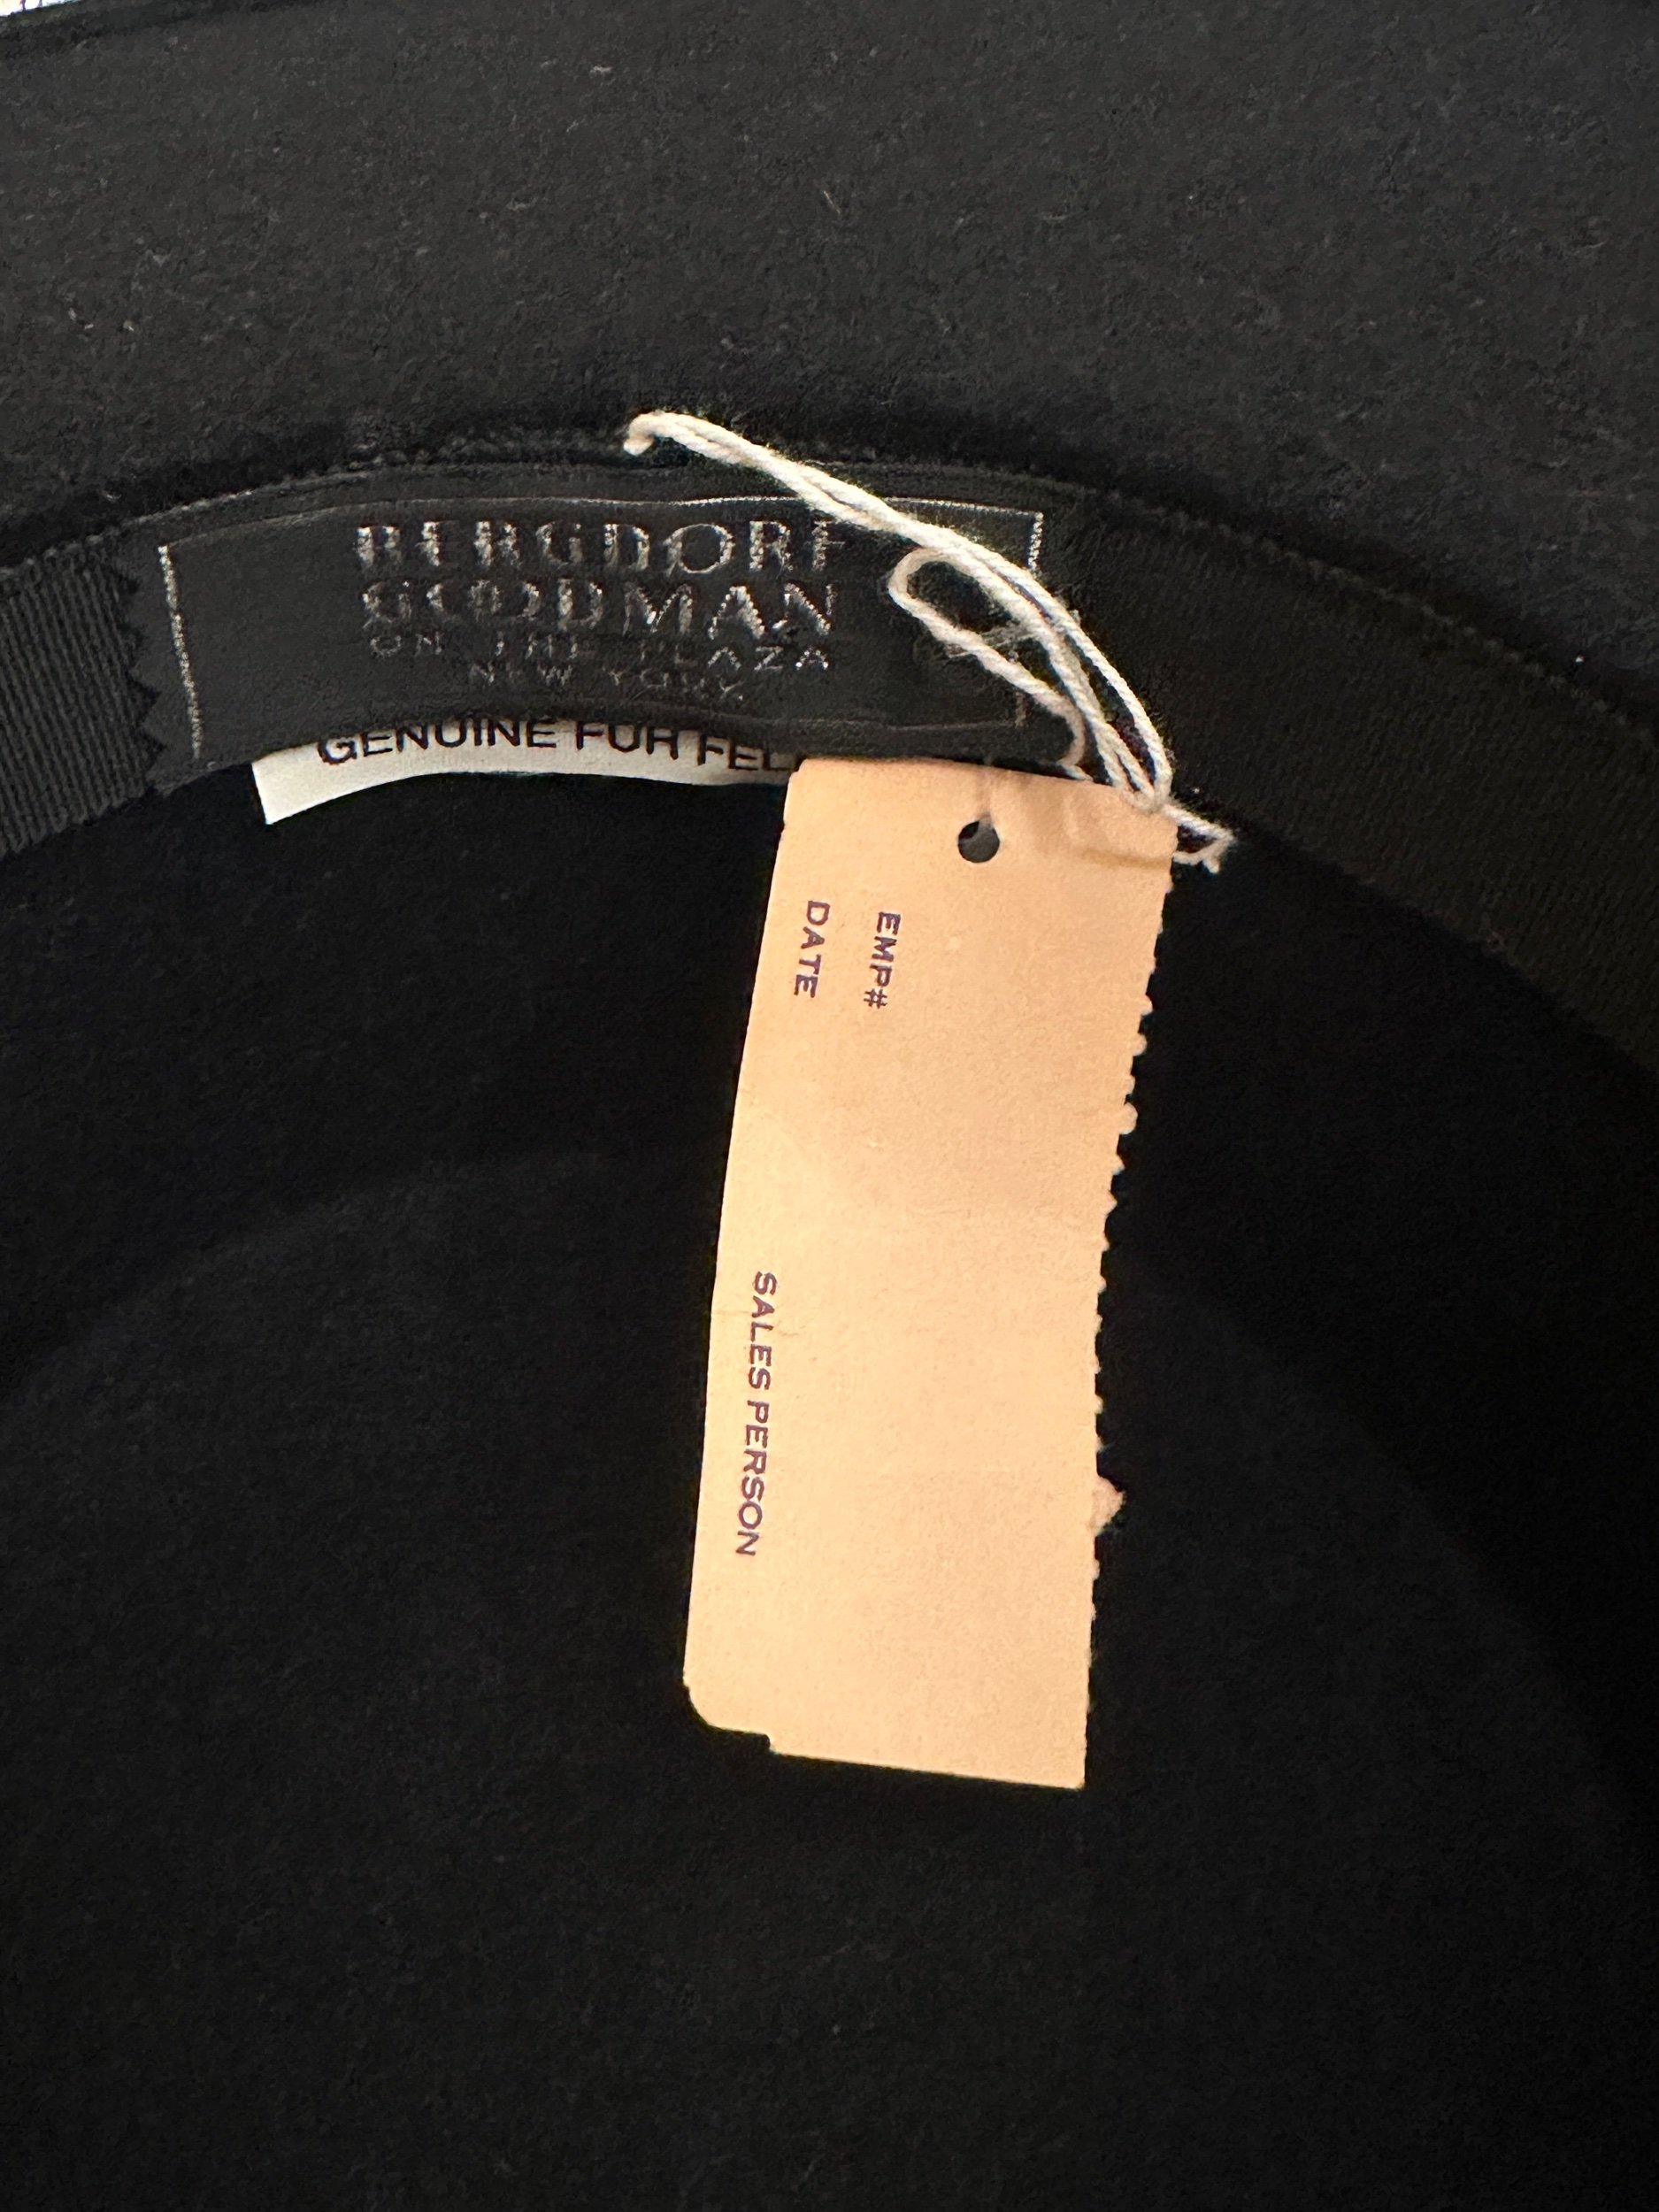 BERGDORF
GOODMAN
ON THE PLAZA
NEW YORK
GENUINE FUR FEL
EMP#
DATE
SALES PERSON